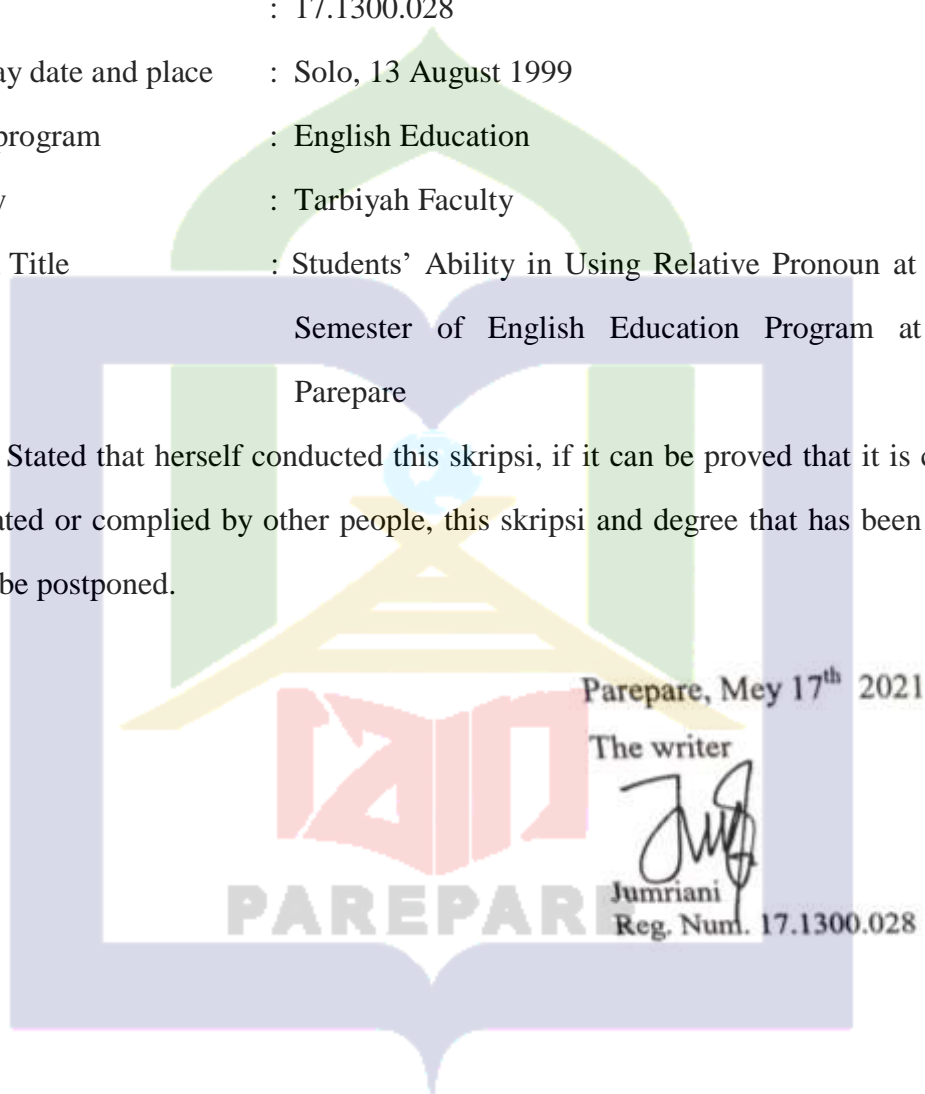 : 17.1300.028
ay date and place : Solo, 13 August 1999
program : English Education
y : Tarbiyah Faculty
Title : Students’ Ability in Using Relative Pronoun at
Semester of English Education Program at
Parepare
Stated that herself conducted this skripsi, if it can be proved that it is
ated or complied by other people, this skripsi and degree that has been
be postponed.
Parepare, Mey 17th 2021
The writer
Jumriani
Reg. Num. 17.1300.028
PAREPARE